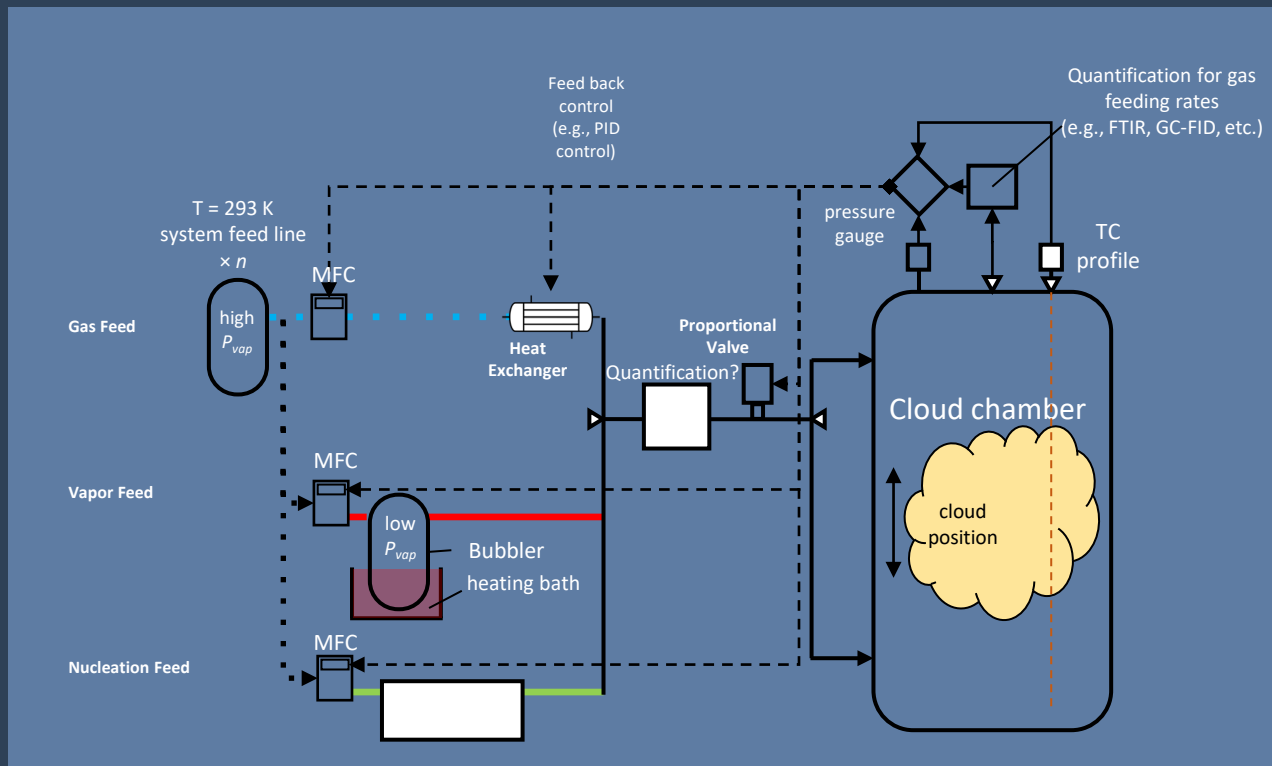 Feed back
control
(e.g., PID
control)
Quantification for gas
feeding rates
(e.g., FTIR, GC-FID, etc.)
T = 293 K
system feed line
× n
MFC
pressure
gauge
TC
profile
Gas Feed
high
Pvap
Heat
Exchanger
Proportional
Valve
Quantification?
Cloud chamber
MFC
Vapor Feed
low
Pvap
Bubbler
heating bath
cloud
position
MFC
Nucleation Feed